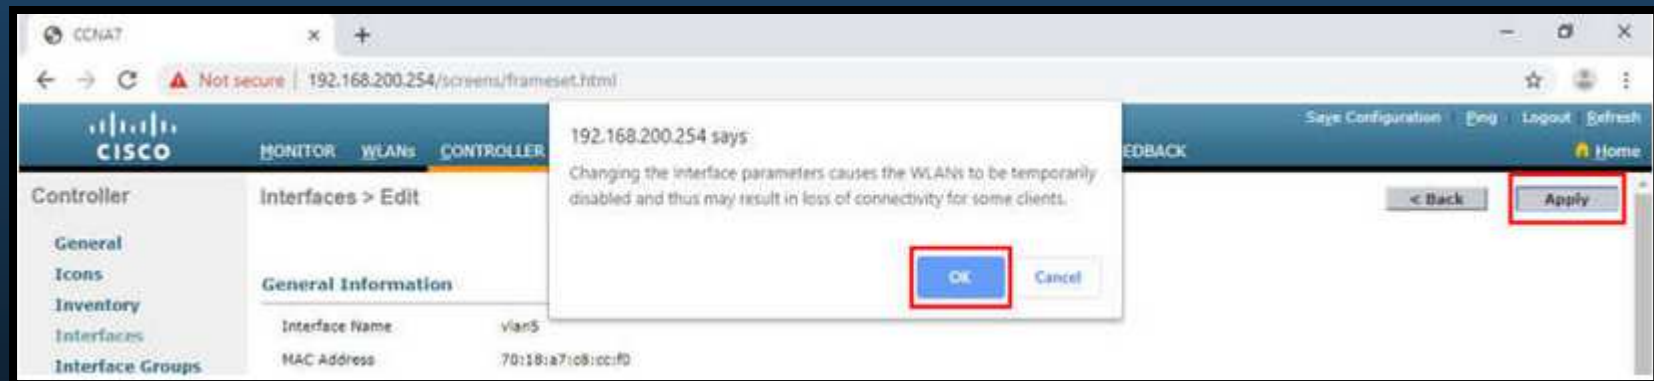 CCNA7
Not secure 192.168.200.254/screens/frameset.html
Save Configuration Ping Logout Refresh
CISCO MONITOR WLANs CONTROLLER EDBACK Home
192.168.200.254 says
Changing the interface parameters causes the WLANs to be temporarily
disabled and thus may result in loss of connectivity for some clients.
OK Cancel
Controller
General
Icons
Inventory
Interfaces
Interface Groups
Interfaces > Edit
< Back Apply
General Information
Interface Name vlan5
MAC Address 70:18:a7:c8:cc:f0